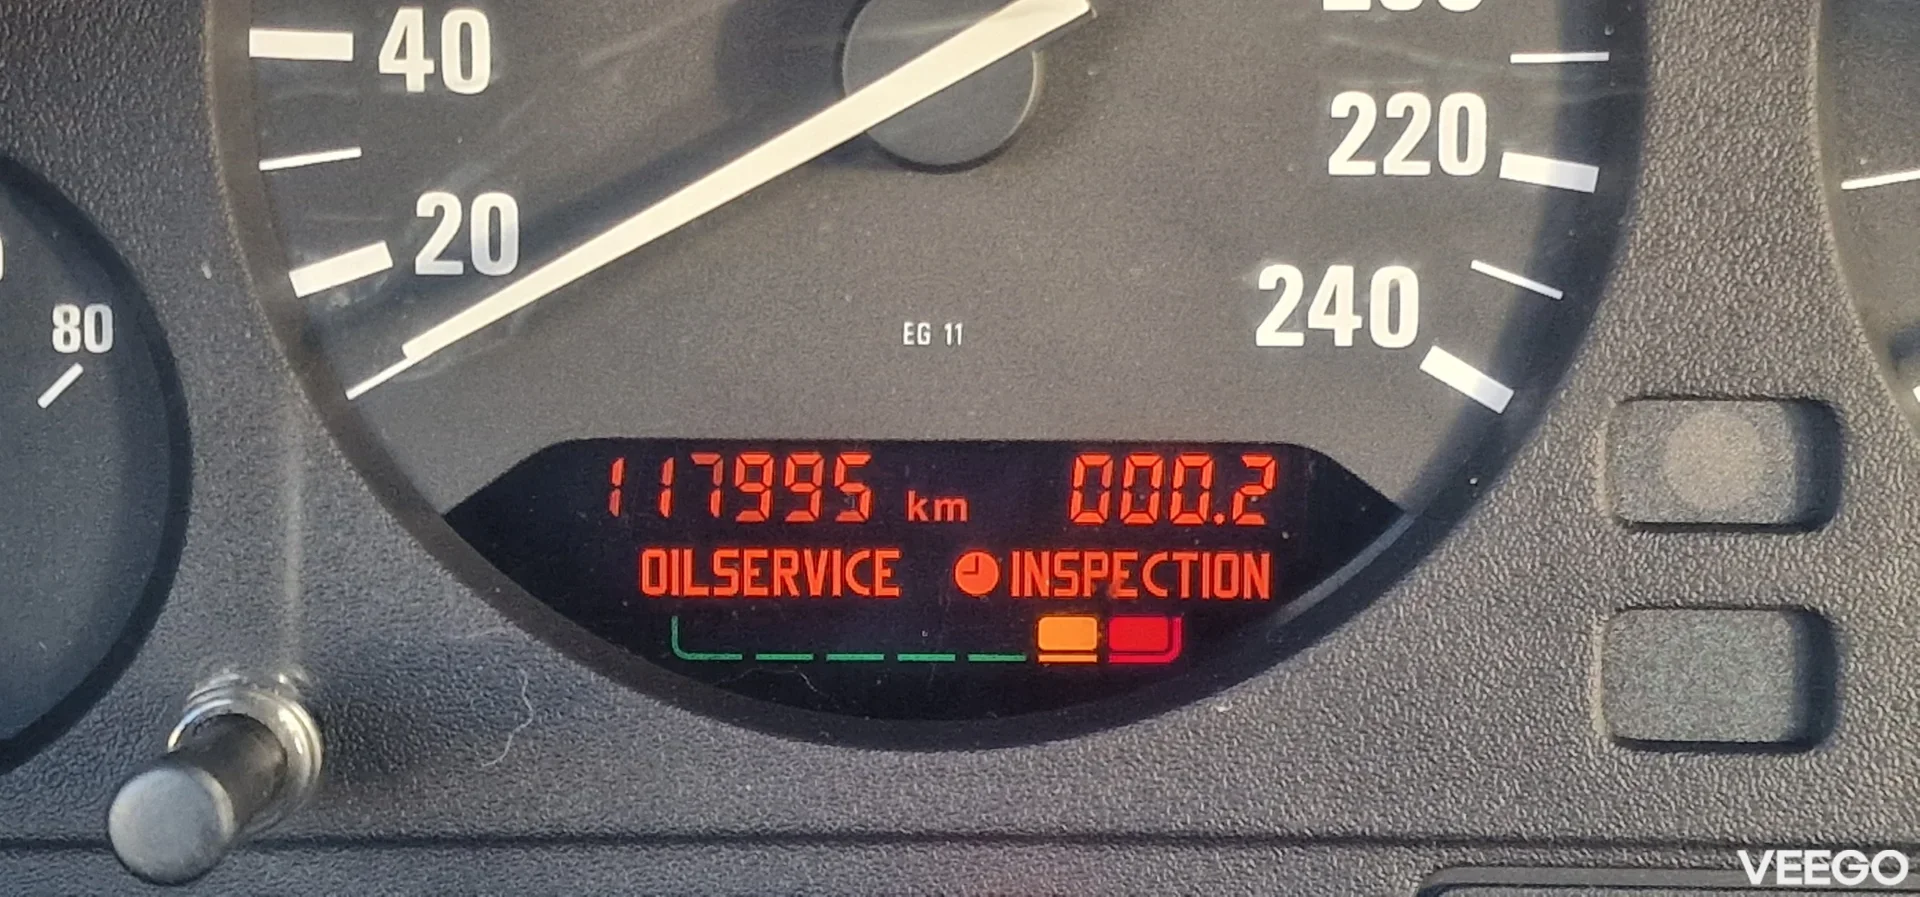 40
20
80
220
240
EG 11
117995 km 000.2
OILSERVICE INSPECTION
VEEGO